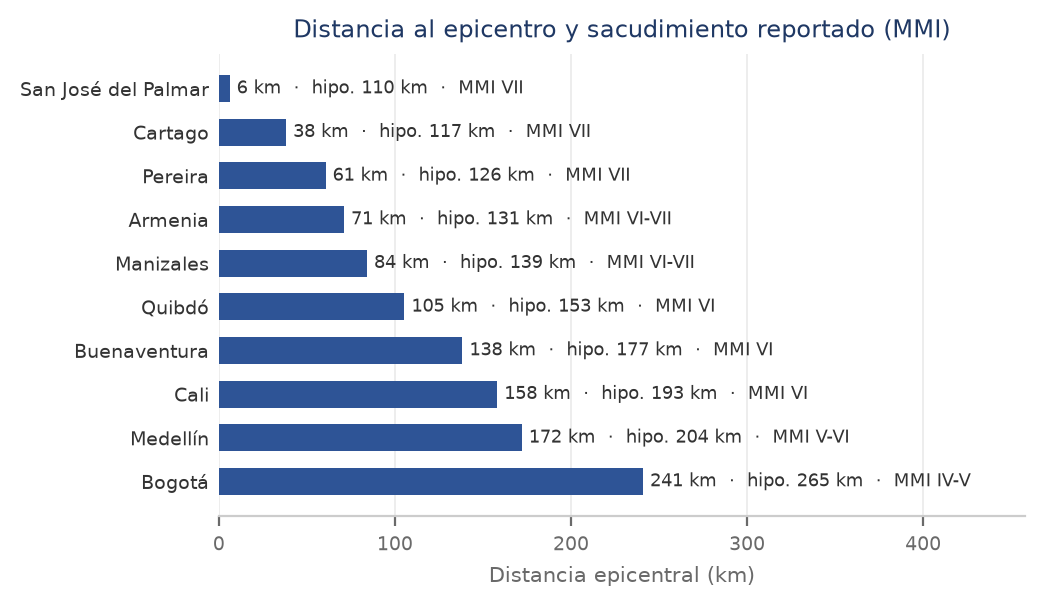 Distancia al epicentro y sacudimiento reportado (MMI)
San José del Palmar 6 km · hipo. 110 km · MMI VII
Cartago 38 km · hipo. 117 km · MMI VII
Pereira 61 km · hipo. 126 km · MMI VII
Armenia 71 km · hipo. 131 km · MMI VI-VII
Manizales 84 km · hipo. 139 km · MMI VI-VII
Quibdó 105 km · hipo. 153 km · MMI VI
Buenaventura 138 km · hipo. 177 km · MMI VI
Cali 158 km · hipo. 193 km · MMI VI
Medellín 172 km · hipo. 204 km · MMI V-VI
Bogotá 241 km · hipo. 265 km · MMI IV-V
0 100 200 300 400
Distancia epicentral (km)